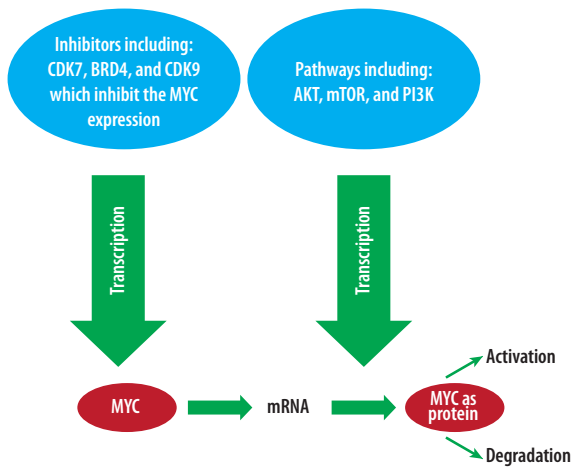 Inhibitors including:
CDK7, BRD4, and CDK9
which inhibit the MYC
expression
Pathways including:
AKT, mTOR, and PI3K
Transcription
Transcription
MYC
mRNA
MYC as
protein
Activation
Degradation